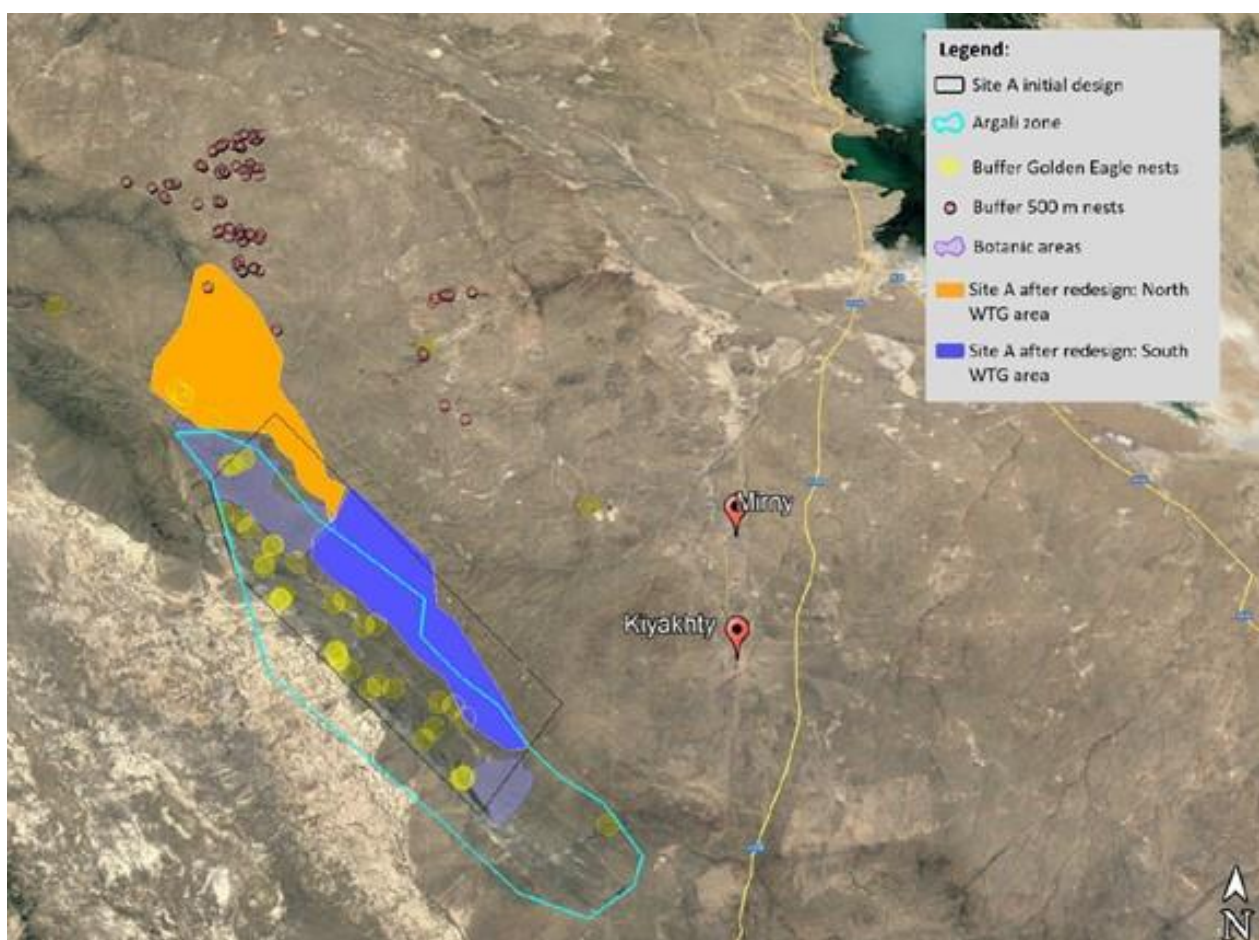 Legend:
Site A initial design
Argali zone
Buffer Golden Eagle nests
Buffer 500 m nests
Botanic areas
Site A after redesign: North
WTG area
Site A after redesign: South
WTG area
Mirny
Kiyakhty
N